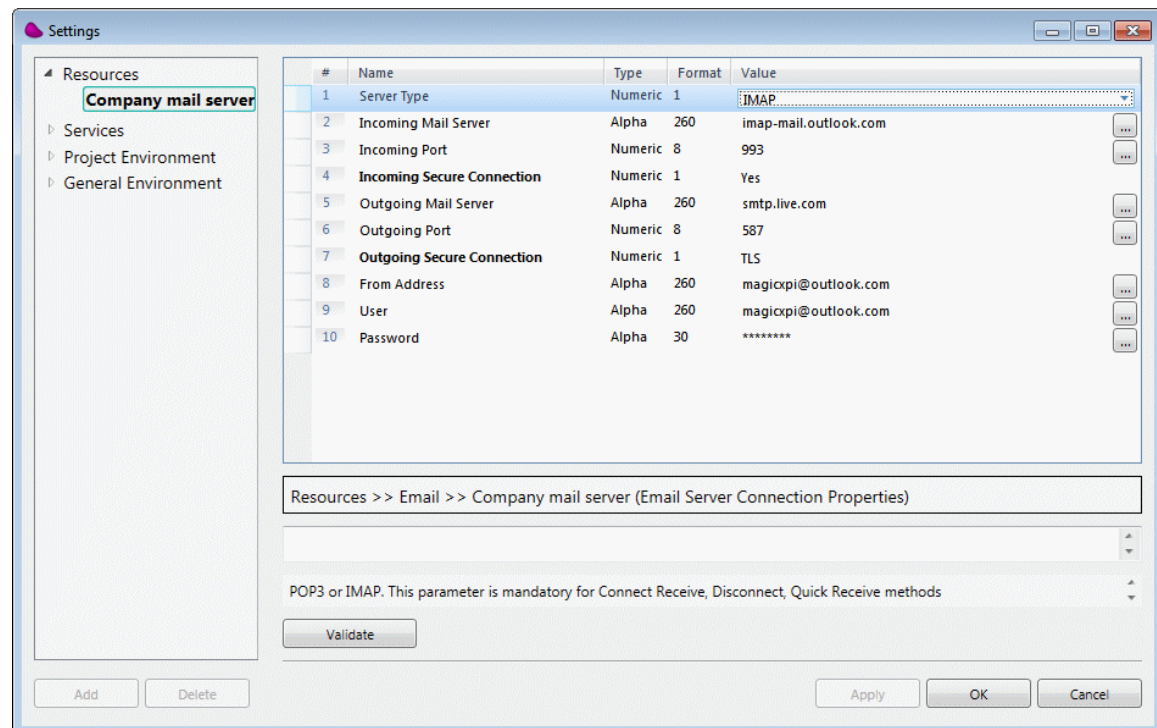 Settings
Resources
Company mail server
Services
Project Environment
General Environment
# Name Type Format Value
1 Server Type Numeric 1 IMAP
2 Incoming Mail Server Alpha 260 imap-mail.outlook.com ...
3 Incoming Port Numeric 8 993 ...
4 Incoming Secure Connection Numeric 1 Yes
5 Outgoing Mail Server Alpha 260 smtp.live.com ...
6 Outgoing Port Numeric 8 587 ...
7 Outgoing Secure Connection Numeric 1 TLS
8 From Address Alpha 260 magicxpi@outlook.com ...
9 User Alpha 260 magicxpi@outlook.com ...
10 Password Alpha 30 ******** ...
Resources >> Email >> Company mail server (Email Server Connection Properties)
POP3 or IMAP. This parameter is mandatory for Connect Receive, Disconnect, Quick Receive methods
Validate
Add Delete Apply OK Cancel